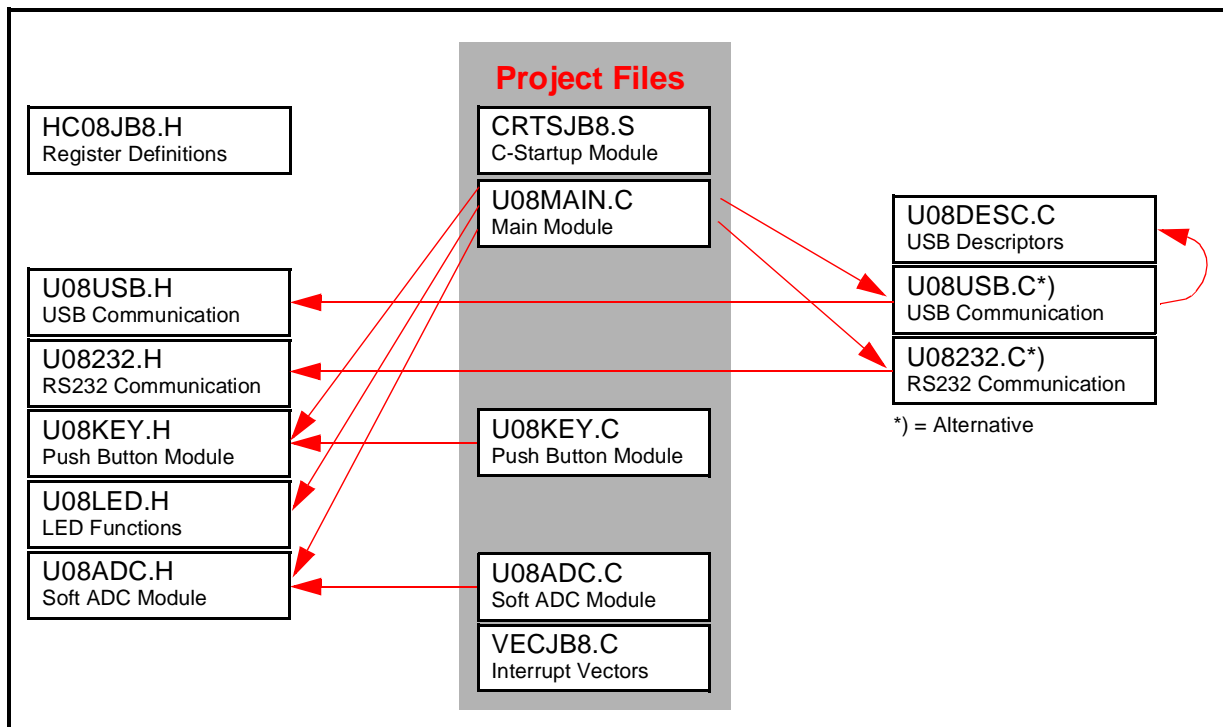 Project Files
HC08JB8.H
Register Definitions
U08USB.H
USB Communication
U08232.H
RS232 Communication
U08KEY.H
Push Button Module
U08LED.H
LED Functions
U08ADC.H
Soft ADC Module
CRTSJB8.S
C-Startup Module
U08MAIN.C
Main Module
U08KEY.C
Push Button Module
U08ADC.C
Soft ADC Module
VECJB8.C
Interrupt Vectors
U08DESC.C
USB Descriptors
U08USB.C*)
USB Communication
U08232.C*)
RS232 Communication
*) = Alternative